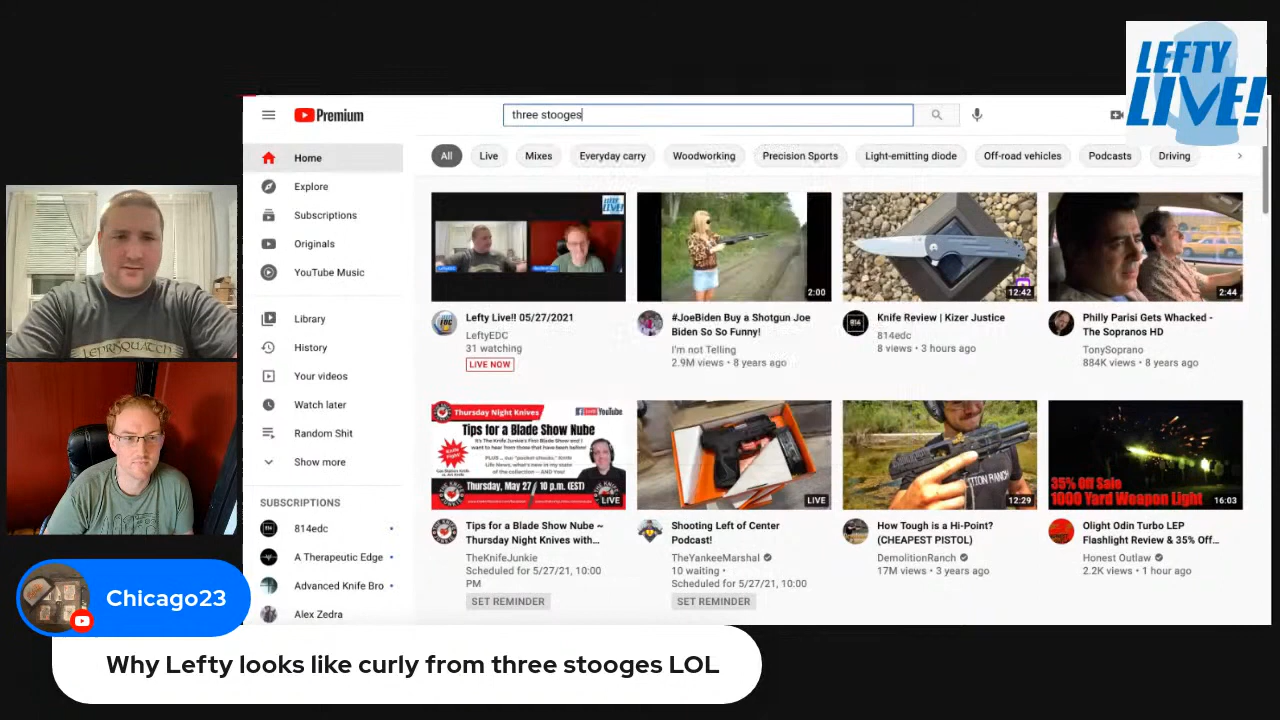 LEFTY
LIVE!
Premium
three stooges
All
Live
Mixes
Everyday carry
Woodworking
Precision Sports
Light-emitting diode
Off-road vehicles
Podcasts
Driving
Home
Explore
Subscriptions
Originals
YouTube Music
Library
History
Your videos
Watch later
Random Shit
Show more
SUBSCRIPTIONS
814edc
A Therapeutic Edge
Advanced Knife Bro
Alex Zedra
Lefty Live!! 05/27/2021
LeftyEDC
31 watching
LIVE NOW
2:00
#JoeBiden Buy a Shotgun Joe
Biden So So Funny!
I'm not Telling
2.9M views • 8 years ago
12:42
Knife Review | Kizer Justice
814edc
8 views • 3 hours ago
2:44
Philly Parisi Gets Whacked -
The Sopranos HD
TonySoprano
884K views • 8 years ago
Thursday Night Knives
Tips for a Blade Show Nube
Thursday, May 27 / 10 p.m. (EST)
LIVE
Tips for a Blade Show Nube ~
Thursday Night Knives with...
TheKnifeJunkie
Scheduled for 5/27/21, 10:00
PM
SET REMINDER
LIVE
Shooting Left of Center
Podcast!
TheYankeeMarshal
10 waiting •
Scheduled for 5/27/21, 10:00
SET REMINDER
12:29
How Tough is a Hi-Point?
(CHEAPEST PISTOL)
DemolitionRanch
17M views • 3 years ago
35% Off Sale
1000 Yard Weapon Light
16:03
Olight Odin Turbo LEP
Flashlight Review & 35% Off...
Honest Outlaw
2.2K views • 1 hour ago
LEPRSQUATCH
Chicago23
Why Lefty looks like curly from three stooges LOL